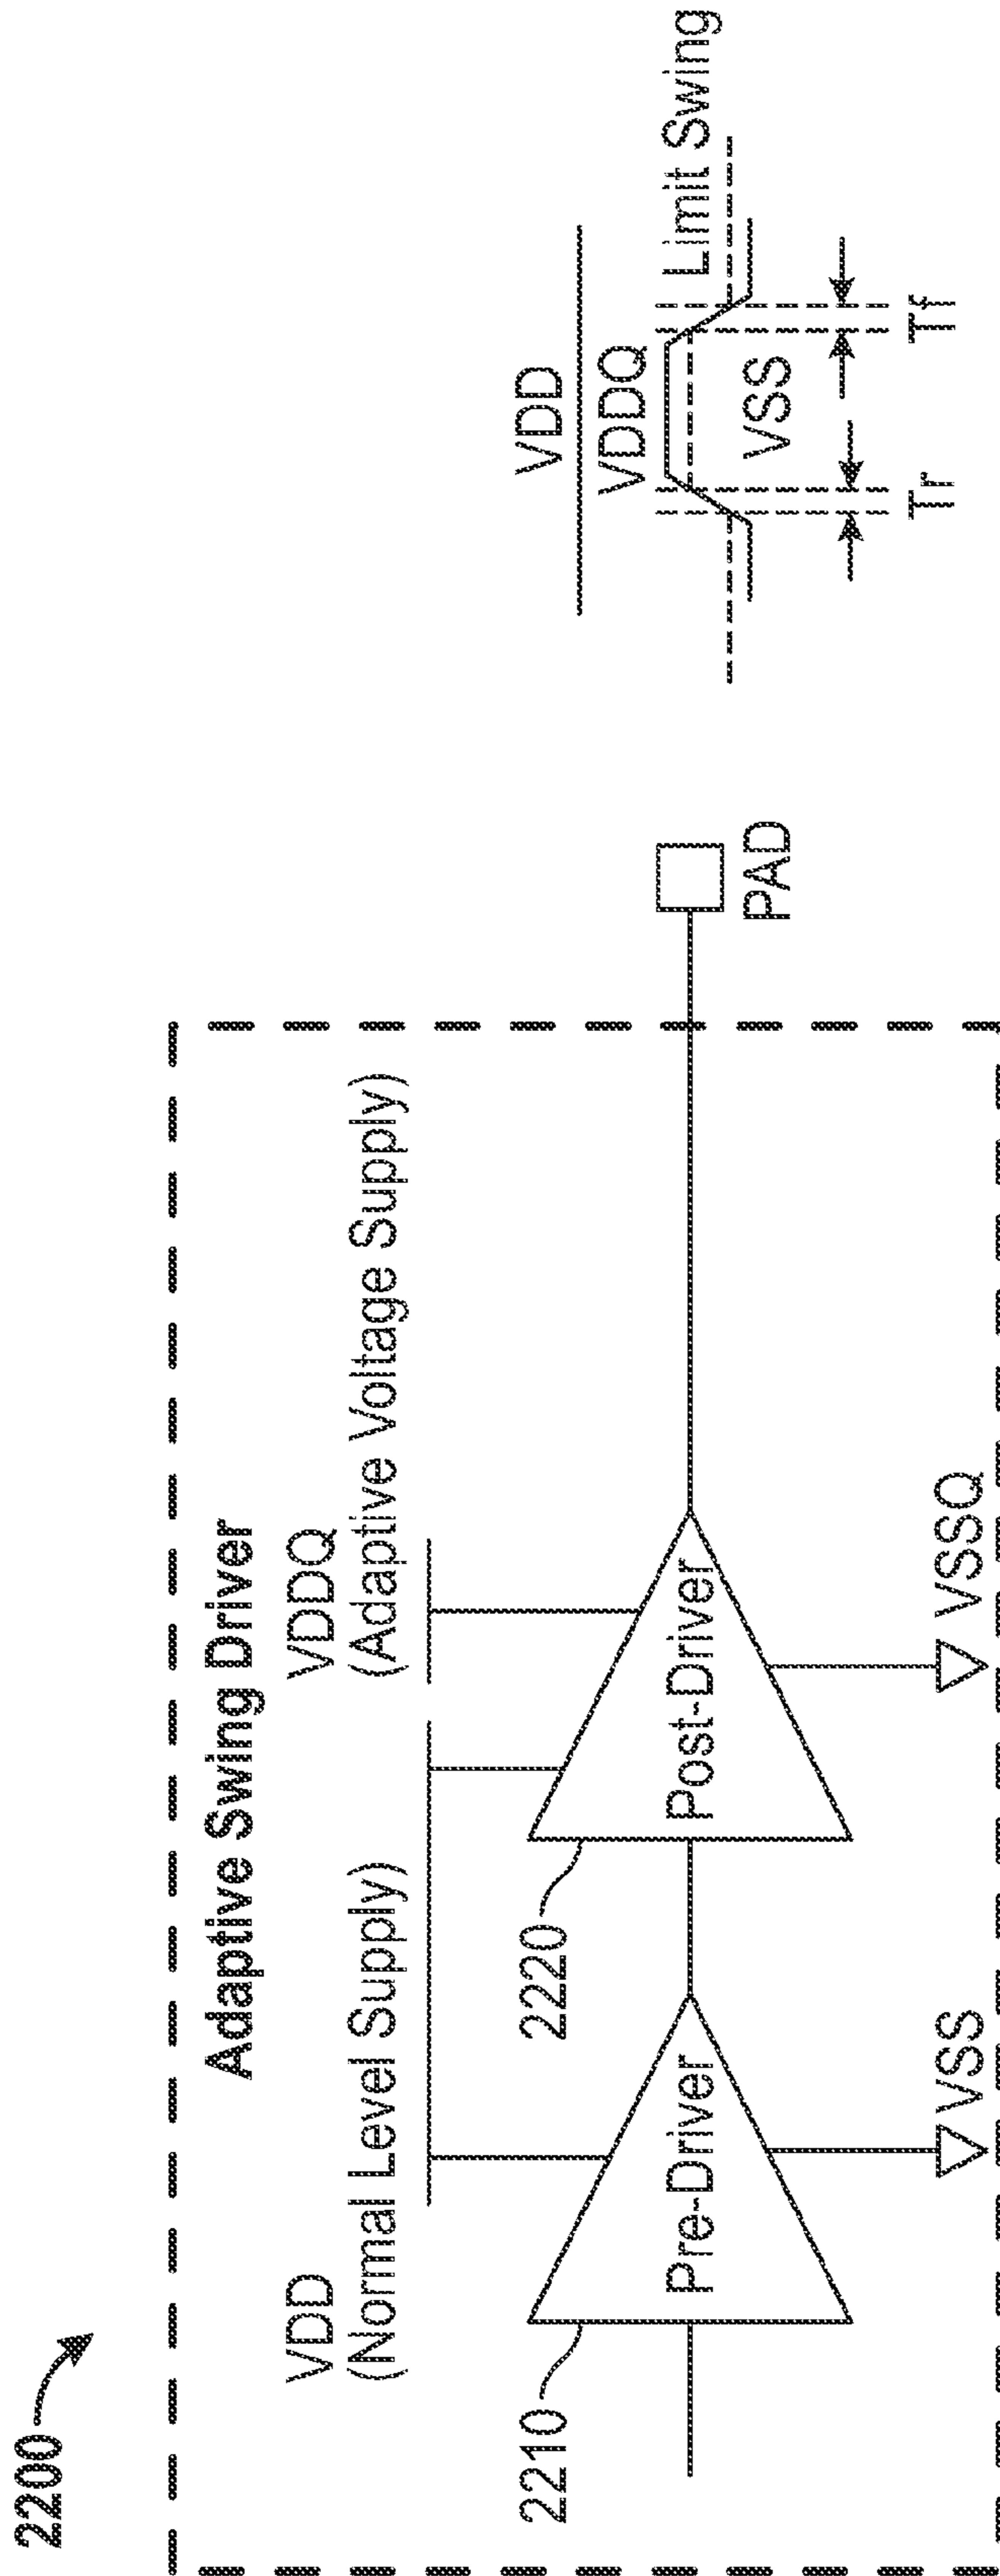 2200
Adaptive Swing Driver
VDD
(Normal Level Supply)
VDDQ
(Adaptive Voltage Supply)
2210
Pre-Driver
VSS
2220
Post-Driver
VSSQ
PAD
VDD
VDDQ
Limit Swing
VSS
Tr
Tf